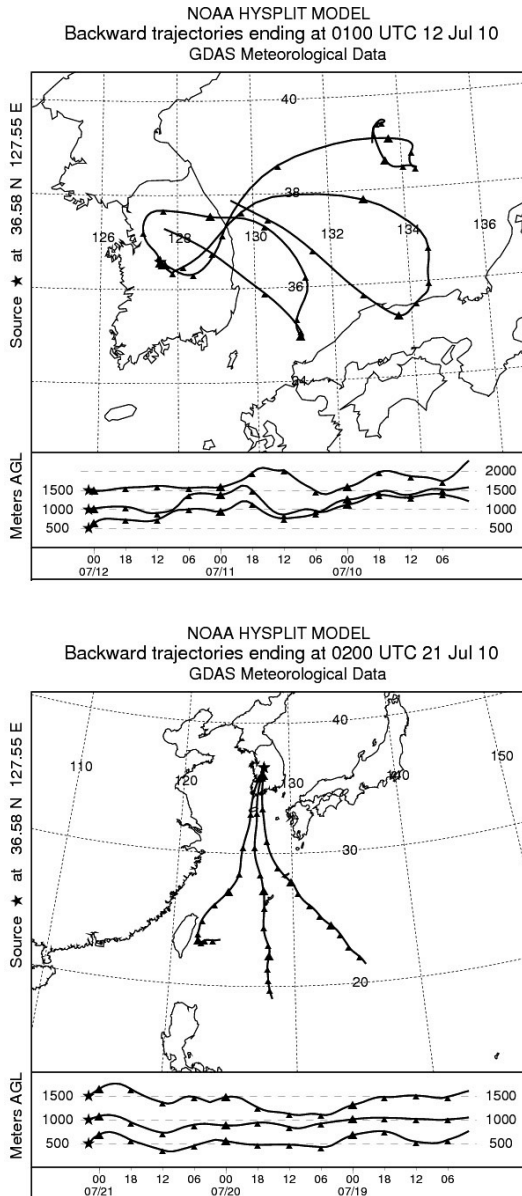 NOAA HYSPLIT MODEL
Backward trajectories ending at 0100 UTC 12 Jul 10
GDAS Meteorological Data
Source ★ at 36.58 N 127.55 E
40
38
126
128
130
132
134
136
36
34
Meters AGL
2000
1500
1500
1000
1000
500
500
00 18 12 06 00 18 12 06 00 18 12 06
07/12 07/11 07/10
NOAA HYSPLIT MODEL
Backward trajectories ending at 0200 UTC 21 Jul 10
GDAS Meteorological Data
Source ★ at 36.58 N 127.55 E
40
150
110
120
130
140
30
20
Meters AGL
1500
1500
1000
1000
500
500
00 18 12 06 00 18 12 06 00 18 12 06
07/21 07/20 07/19